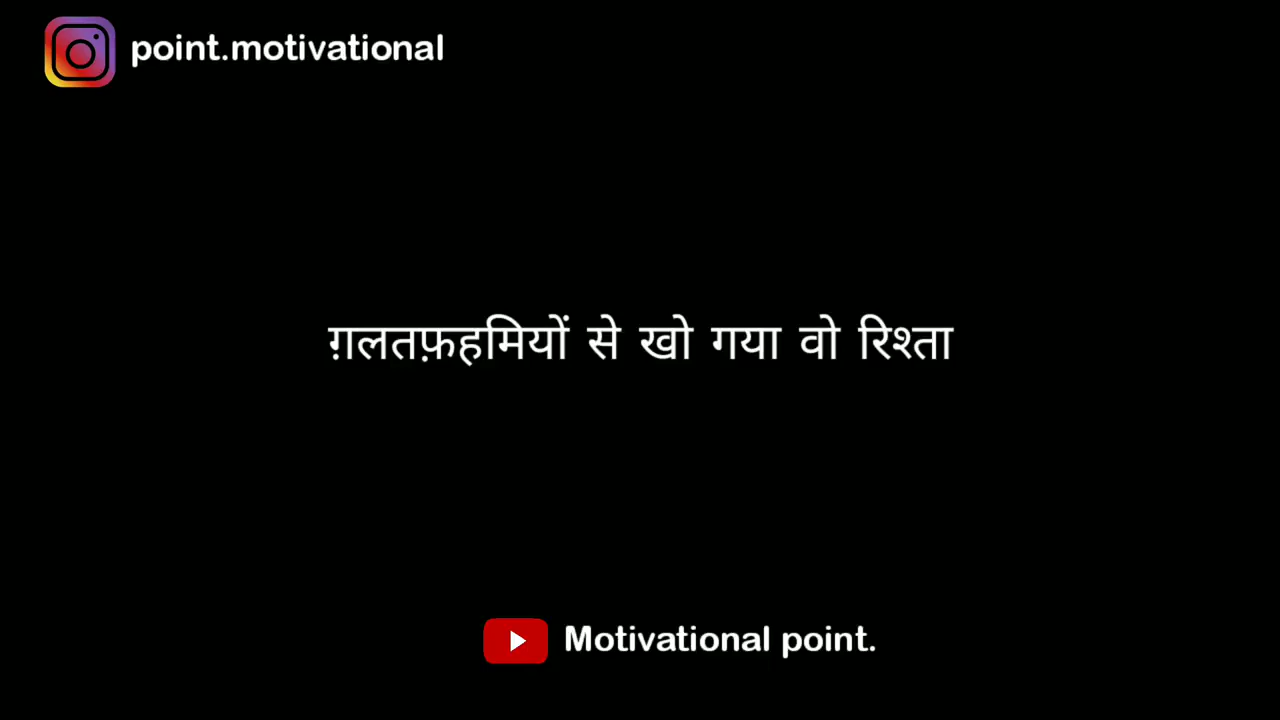 point.motivational
ग़लतफ़हमियों से खो गया वो रिश्ता
Motivational point.